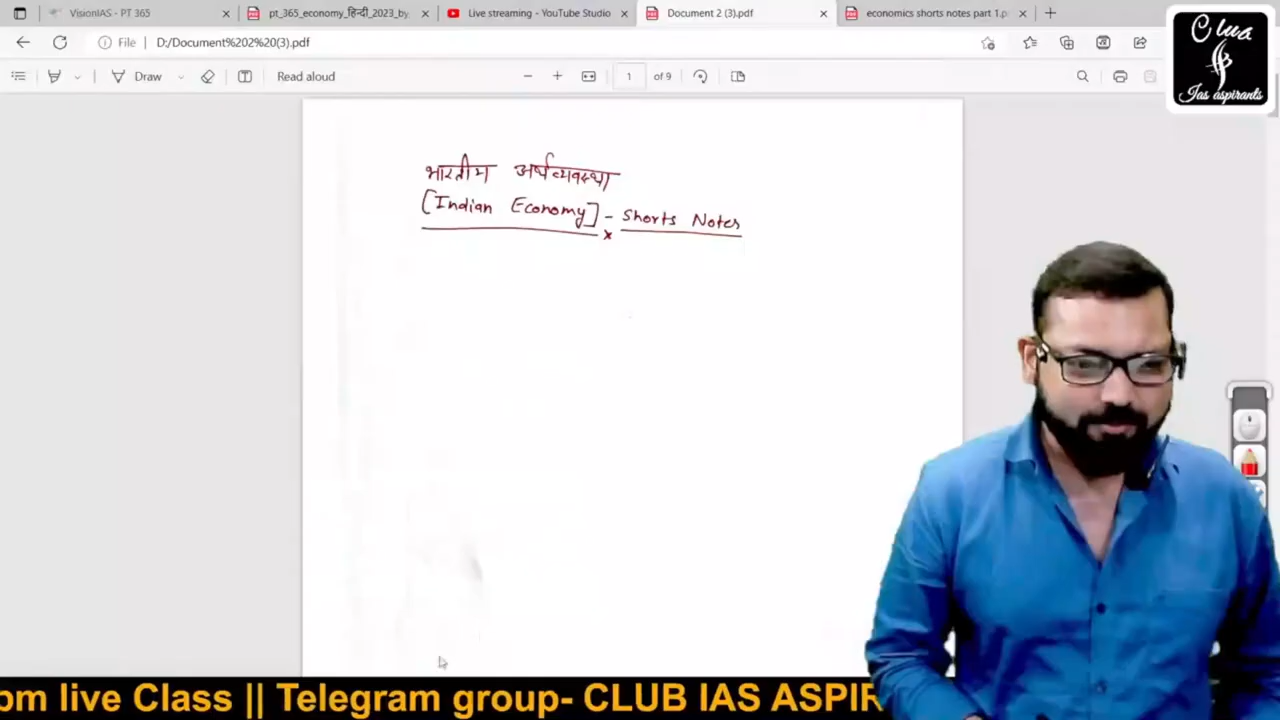 VisionIAS - PT 365
pt_365_economy_हिन्दी_2023_by.
Live streaming - YouTube Studio
Document 2 (3).pdf
economics shorts notes part 1.p
File
D:/Document%202%20(3).pdf
Draw
Read aloud
1 of 9
Club
Ias aspirants
भारतीय अर्थव्यवस्था
[Indian Economy] - Shorts Notes
pm live Class || Telegram group- CLUB IAS ASPIR